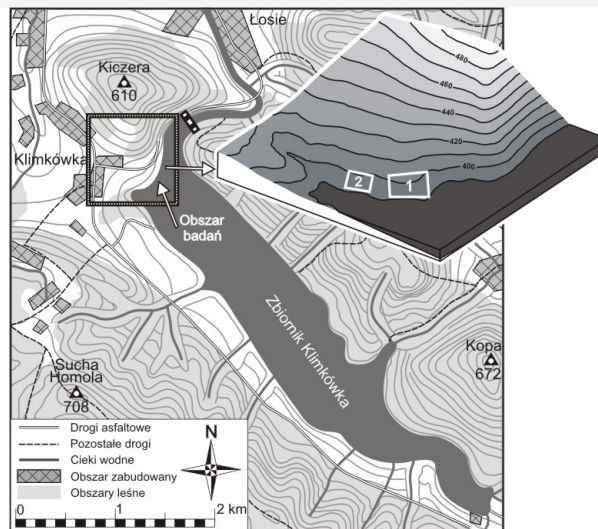 Łosie
Kiczera
610
Klimkówka
480
460
440
420
400
2
1
Obszar
badań
Zbiornik Klimkówka
Kopa
672
Sucha
Homola
708
Drogi asfaltowe
Pozostałe drogi
Cieki wodne
Obszar zabudowany
Obszary leśne
N
0 1 2 km